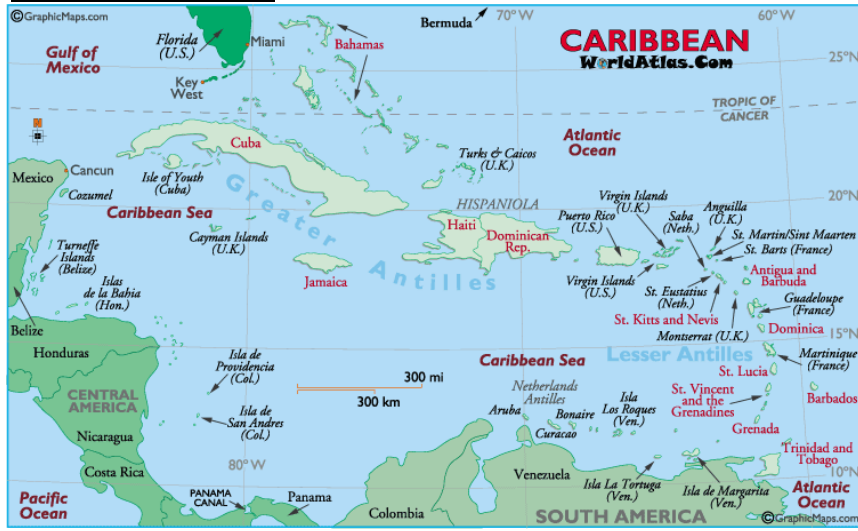 ©GraphicMaps.com
Bermuda
70° W
60° W
Florida
(U.S.)
Miami
Bahamas
CARIBBEAN
WorldAtlas.Com
Gulf of
Mexico
25° N
Key
West
TROPIC OF
CANCER
Atlantic
Ocean
Cuba
Turks & Caicos
(U.K.)
Mexico
Cancun
Isle of Youth
(Cuba)
Cozumel
Greater
Antilles
20° N
Caribbean Sea
HISPANIOLA
Haiti
Dominican
Rep.
Puerto Rico
(U.S.)
Virgin Islands
(U.K.)
Saba
(Neth.)
Anguilla
(U.K.)
St. Martin/Sint Maarten
St. Barts (France)
Cayman Islands
(U.K.)
Turneffe
Islands
(Belize)
Jamaica
Virgin Islands
(U.S.)
St. Eustatius
(Neth.)
Antigua and
Barbuda
Islas
de la Bahia
(Hon.)
St. Kitts and Nevis
Guadeloupe
(France)
Belize
Montserrat (U.K.)
Dominica
15° N
Honduras
Isla de
Providencia
(Col.)
Caribbean Sea
Lesser Antilles
Martinique
(France)
300 mi
300 km
St. Lucia
CENTRAL
AMERICA
Netherlands
Antilles
Isla
Los Roques
(Ven.)
St. Vincent
and the
Grenadines
Barbados
Isla de
San Andres
(Col.)
Aruba
Bonaire
Curacao
Grenada
Nicaragua
Trinidad and
Tobago
Costa Rica
80° W
Venezuela
10° N
Isla La Tortuga
(Ven.)
Isla de Margarita
(Ven.)
Pacific
Ocean
PANAMA
CANAL
Panama
Colombia
SOUTH AMERICA
Atlantic
Ocean
©GraphicMaps.com